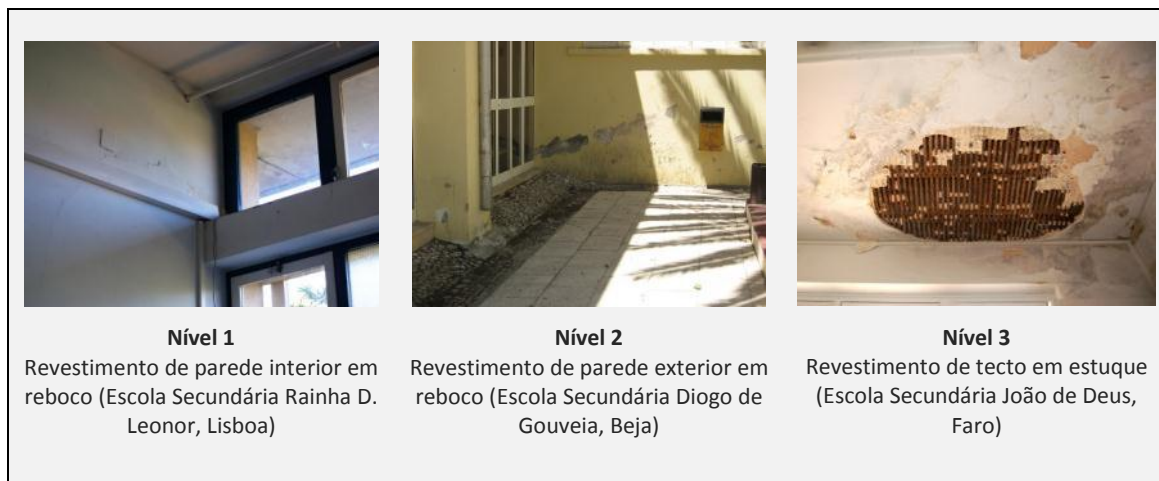 Nível 1
Revestimento de parede interior em
reboco (Escola Secundária Rainha D.
Leonor, Lisboa)
Nível 2
Revestimento de parede exterior em
reboco (Escola Secundária Diogo de
Gouveia, Beja)
Nível 3
Revestimento de tecto em estuque
(Escola Secundária João de Deus,
Faro)